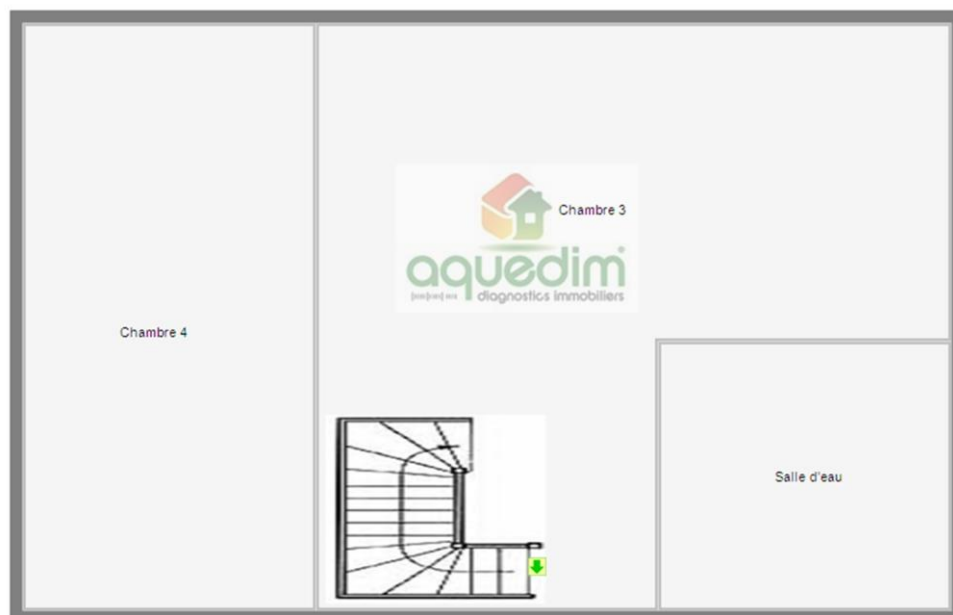 Chambre 3
aquedim
diagnostics immobiliers
Chambre 4
Salle d'eau